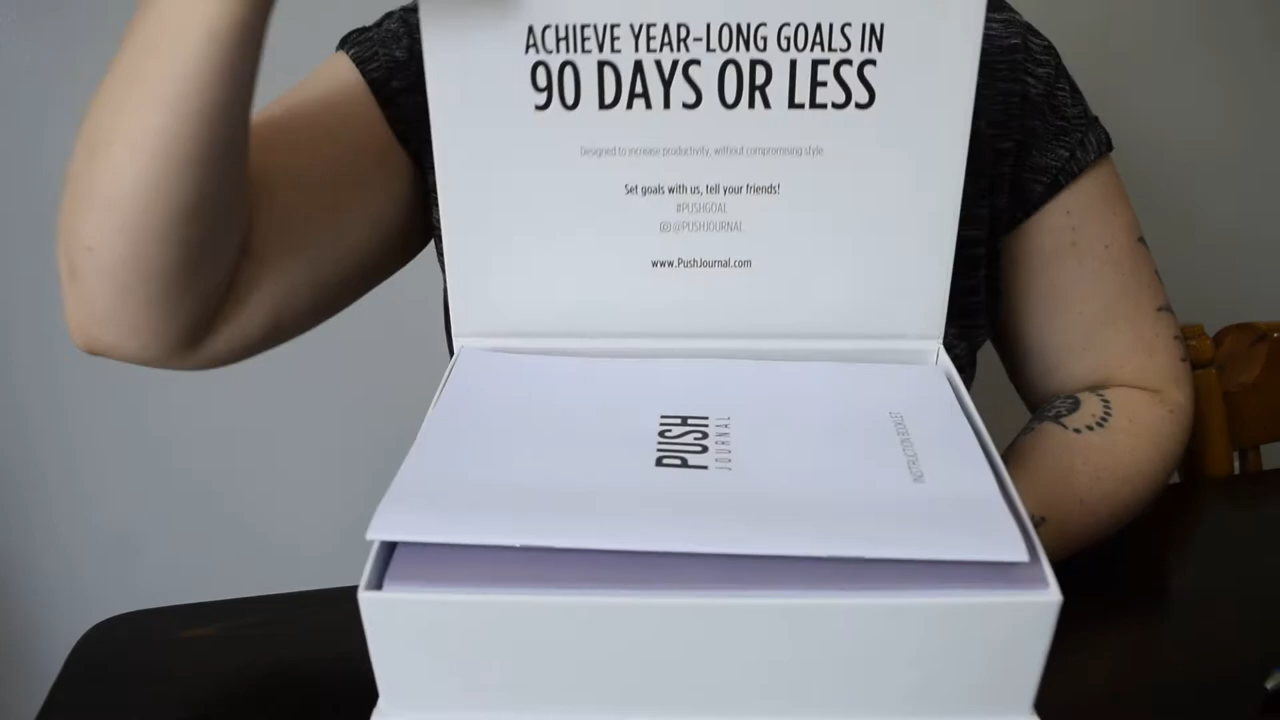 ACHIEVE YEAR-LONG GOALS IN
90 DAYS OR LESS
Designed to increase productivity, without compromising style
Set goals with us, tell your friends!
#PUSHGOAL
@PUSHJOURNAL
www.PushJournal.com
PUSH
JOURNAL
INSTRUCTION BOOKLET